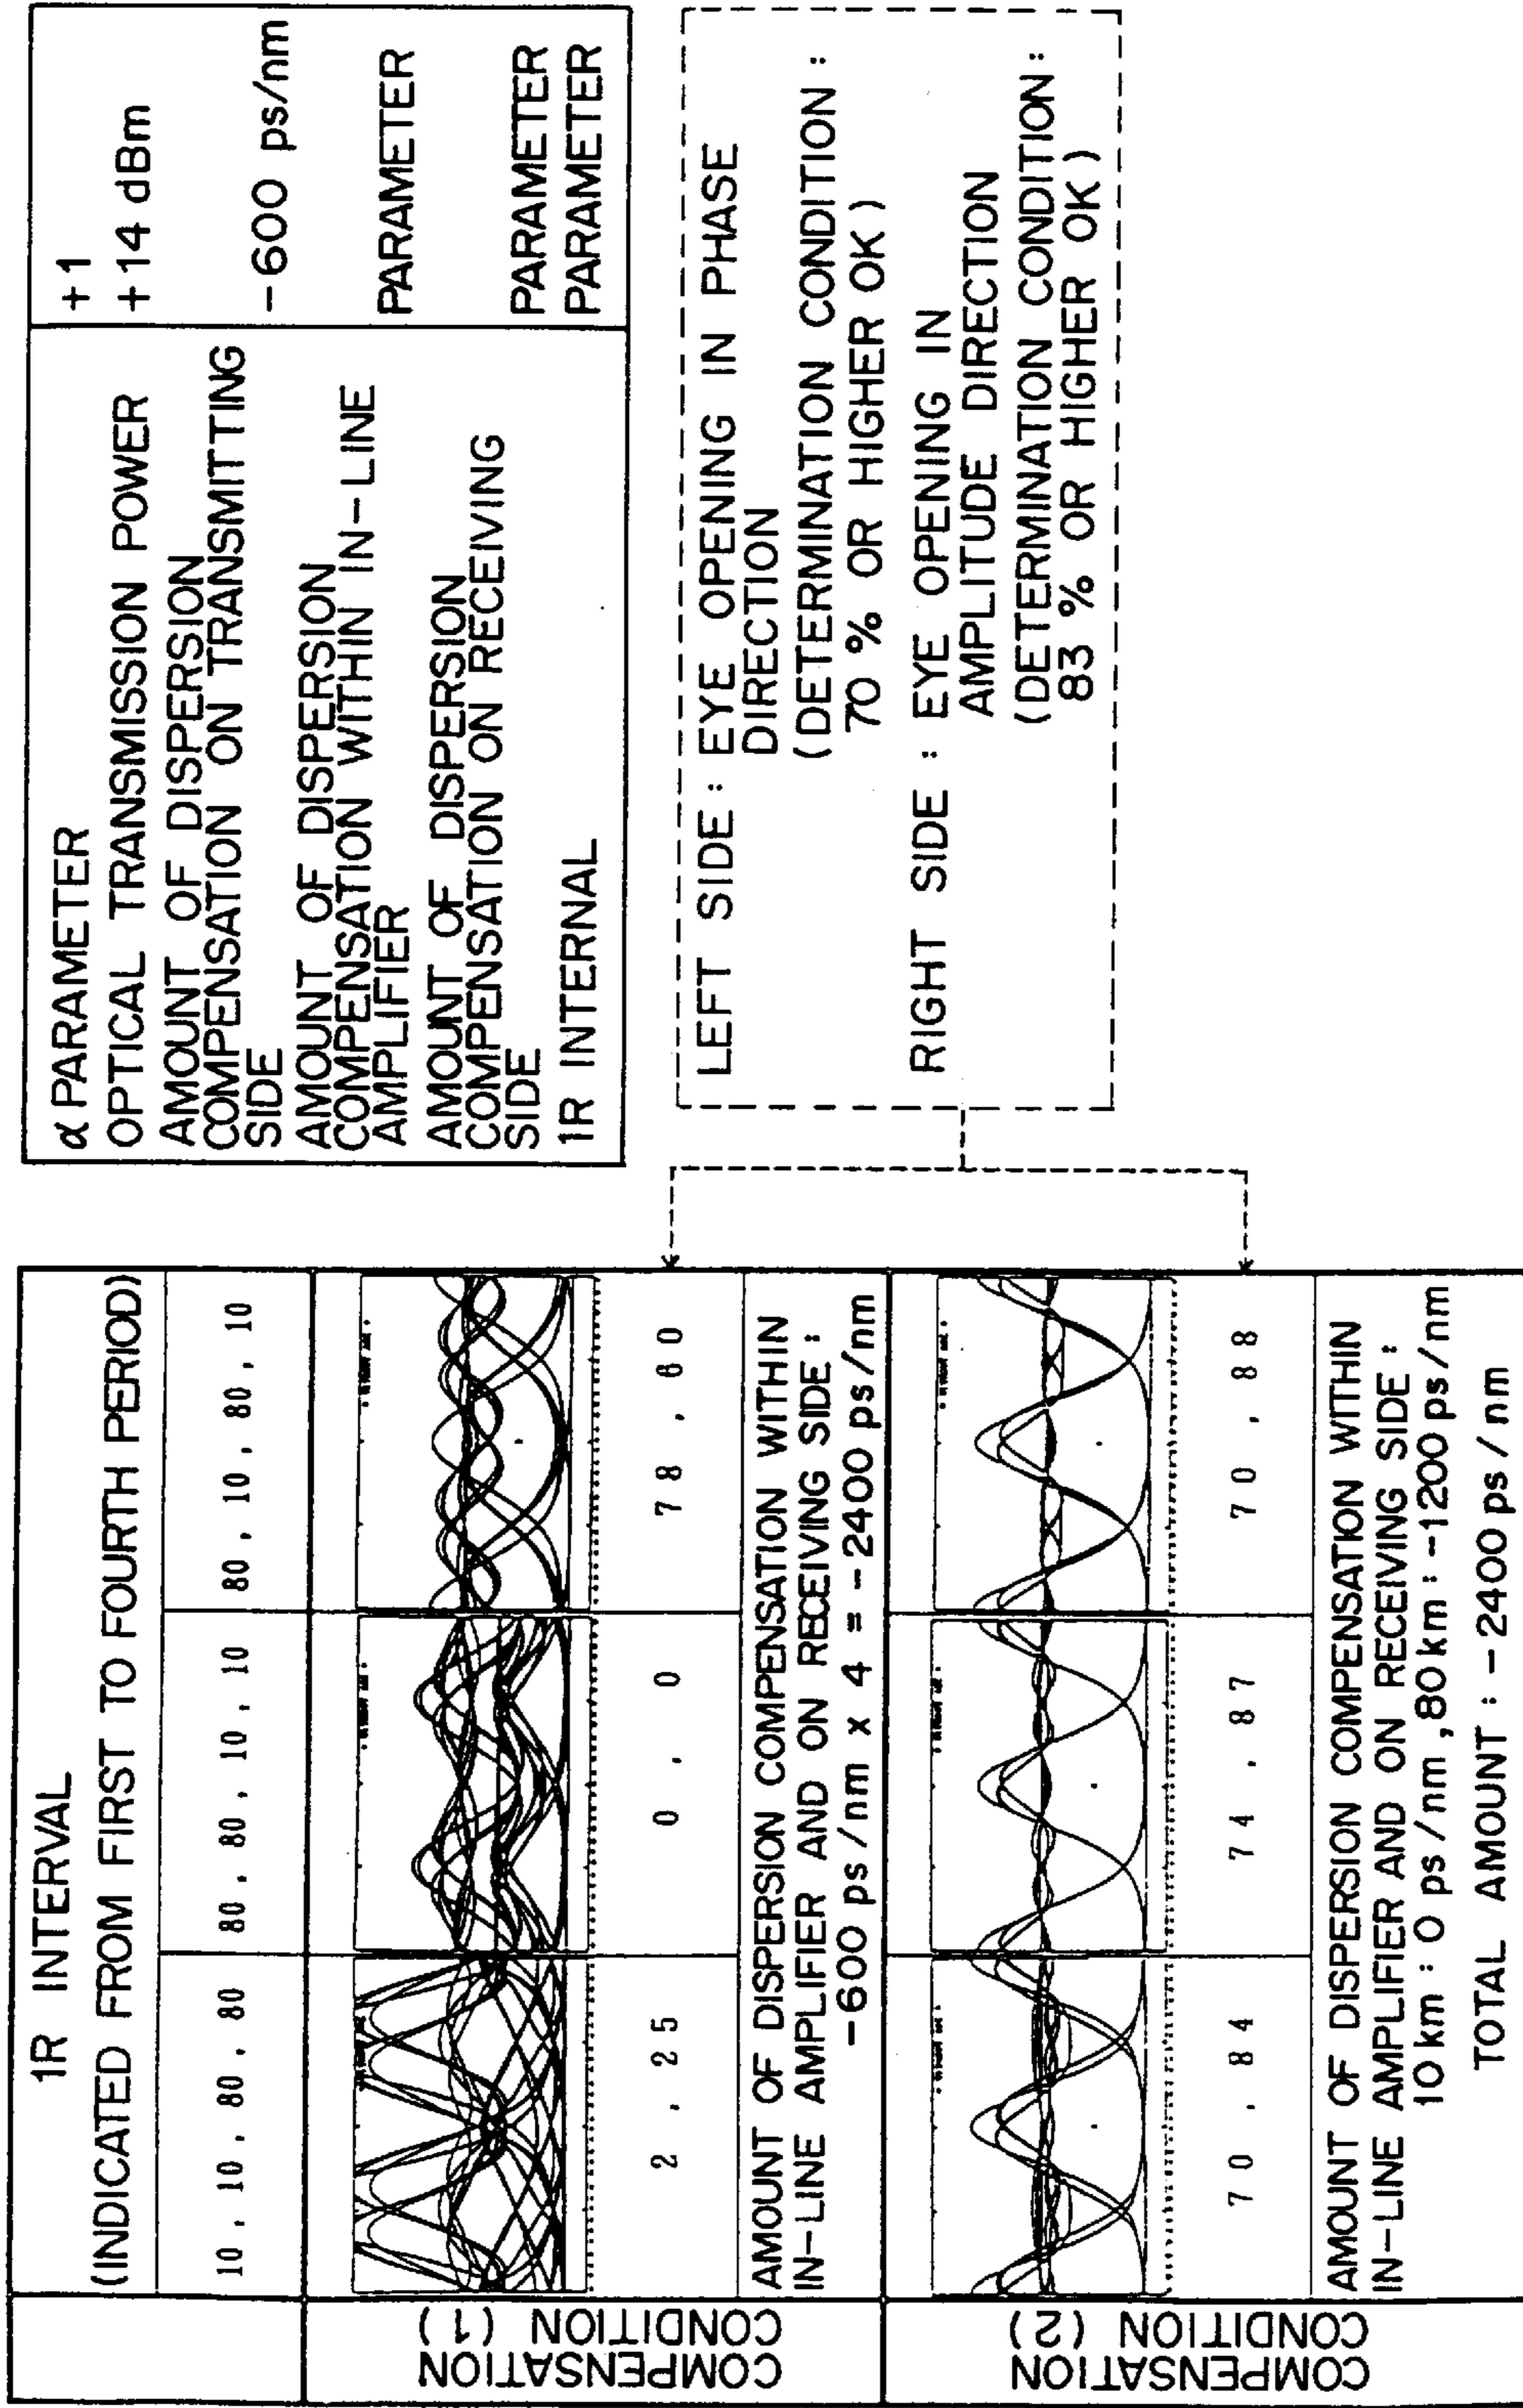 1R INTERVAL
(INDICATED FROM FIRST TO FOURTH PERIOD)
10, 10, 80, 80
80, 80, 10, 10
80, 10, 80, 10
COMPENSATION
CONDITION (1)
2, 25
0, 0
78, 60
AMOUNT OF DISPERSION COMPENSATION WITHIN
IN-LINE AMPLIFIER AND ON RECEIVING SIDE:
-600 ps/nm x 4 = -2400 ps/nm
COMPENSATION
CONDITION (2)
70, 84
74, 87
70, 88
AMOUNT OF DISPERSION COMPENSATION WITHIN
IN-LINE AMPLIFIER AND ON RECEIVING SIDE:
10 km: 0 ps/nm, 80 km: -1200 ps/nm
TOTAL AMOUNT: -2400 ps/nm
α PARAMETER +1
OPTICAL TRANSMISSION POWER +14 dBm
AMOUNT OF DISPERSION
COMPENSATION ON TRANSMITTING
SIDE -600 ps/nm
AMOUNT OF DISPERSION
COMPENSATION WITHIN IN-LINE
AMPLIFIER PARAMETER
AMOUNT OF DISPERSION
COMPENSATION ON RECEIVING
SIDE PARAMETER
1R INTERNAL PARAMETER
LEFT SIDE: EYE OPENING IN PHASE
DIRECTION
(DETERMINATION CONDITION:
70 % OR HIGHER OK)
RIGHT SIDE: EYE OPENING IN
AMPLITUDE DIRECTION
(DETERMINATION CONDITION:
83 % OR HIGHER OK)